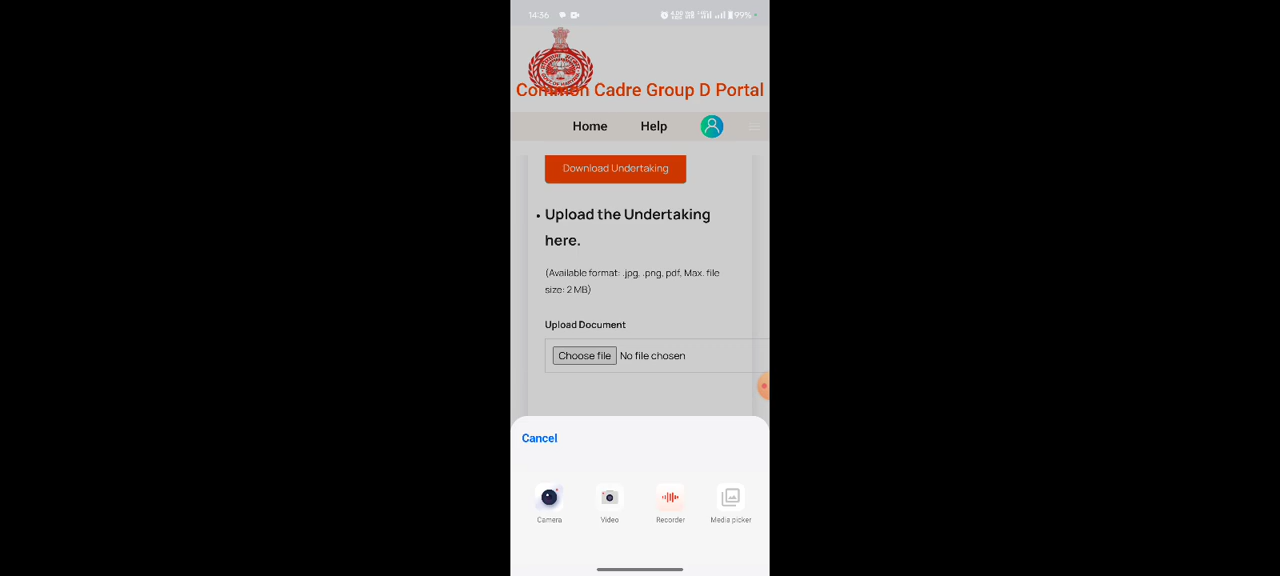 14:36
99%
Common Cadre Group D Portal
Home Help
Download Undertaking
• Upload the Undertaking
here.
(Available format: .jpg, .png, pdf, Max. file
size: 2 MB)
Upload Document
Choose file No file chosen
Cancel
Camera Video Recorder Media picker